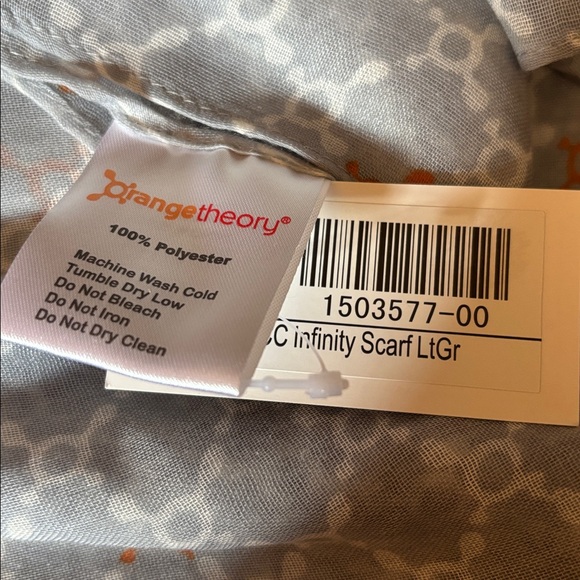 Orangetheory®
100% Polyester
Machine Wash Cold
Tumble Dry Low
Do Not Bleach
Do Not Iron
Do Not Dry Clean
1503577-00
Infinity Scarf LtGr